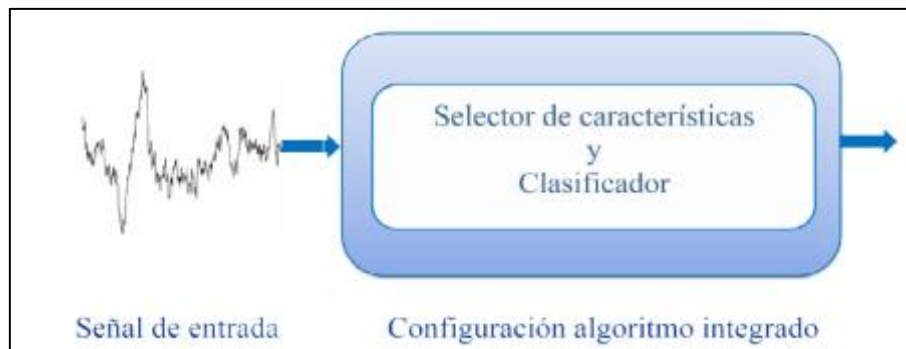 Selector de características
y
Clasificador
Señal de entrada
Configuración algoritmo integrado